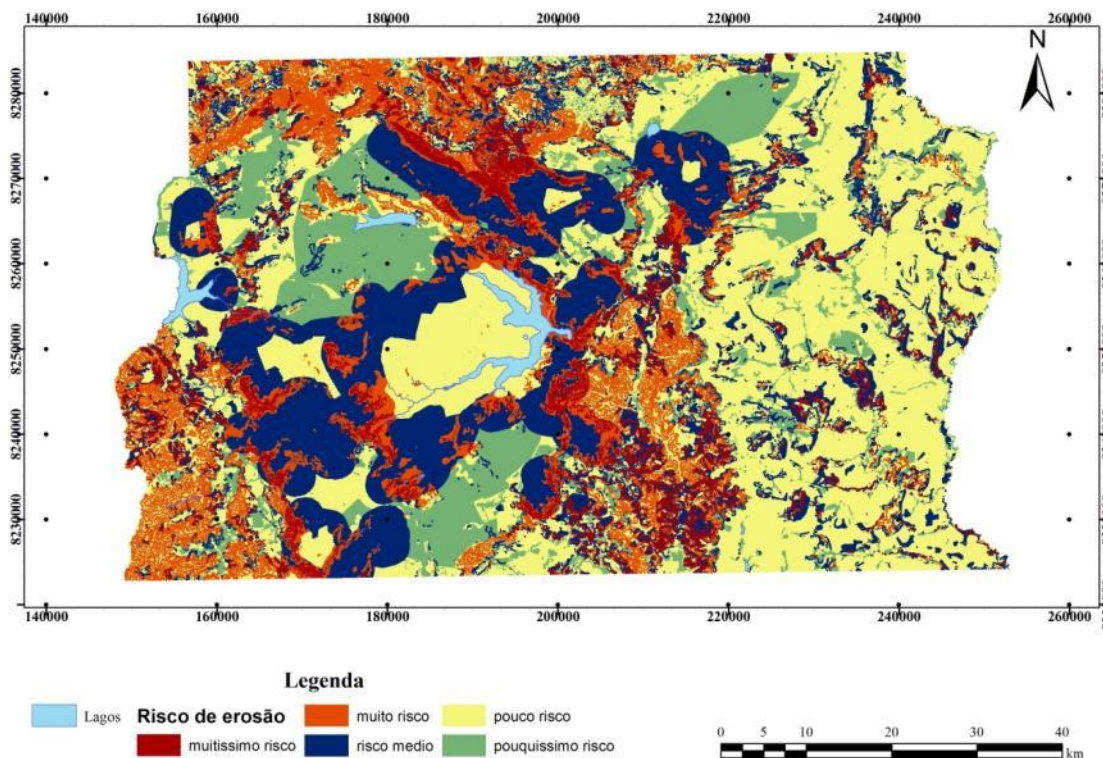 140000 160000 180000 200000 220000 240000 260000
N
8280000
8270000
8260000
8250000
8240000
8230000
140000 160000 180000 200000 220000 240000 260000
Legenda
Lagos Risco de erosão muito risco pouco risco
muitissimo risco risco medio pouquissimo risco
0 5 10 20 30 40
km